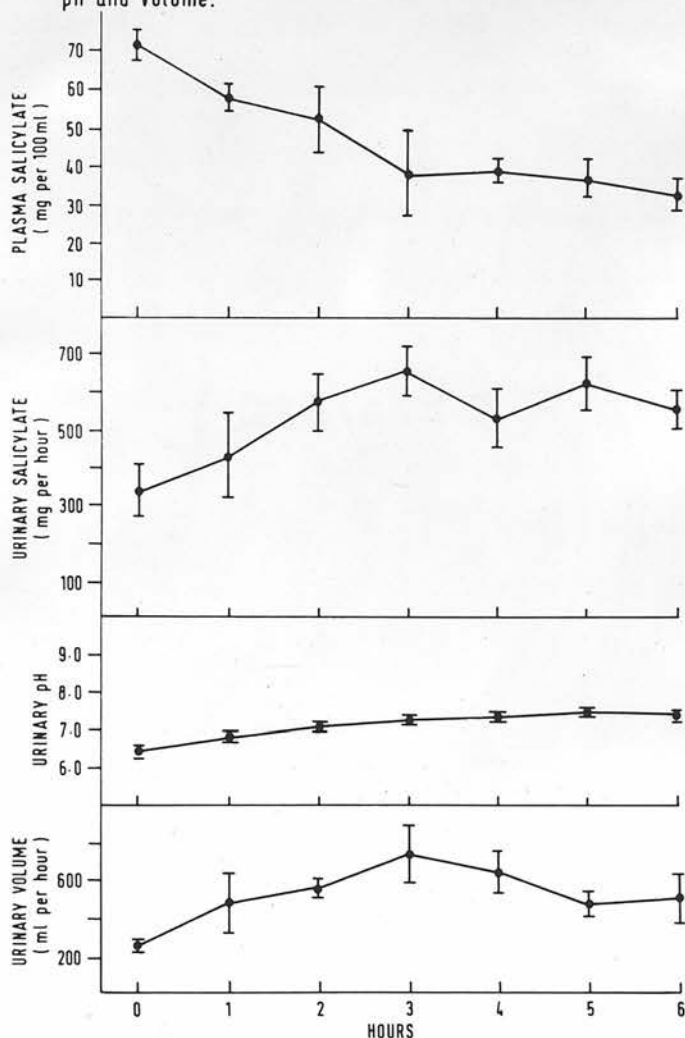 pH and volume.
PLASMA SALICYLATE
( mg per 100 ml )
70
60
50
40
30
20
10
URINARY SALICYLATE
( mg per hour )
700
500
300
100
URINARY pH
9.0
8.0
7.0
6.0
URINARY VOLUME
( ml per hour )
600
200
0 1 2 3 4 5 6
HOURS